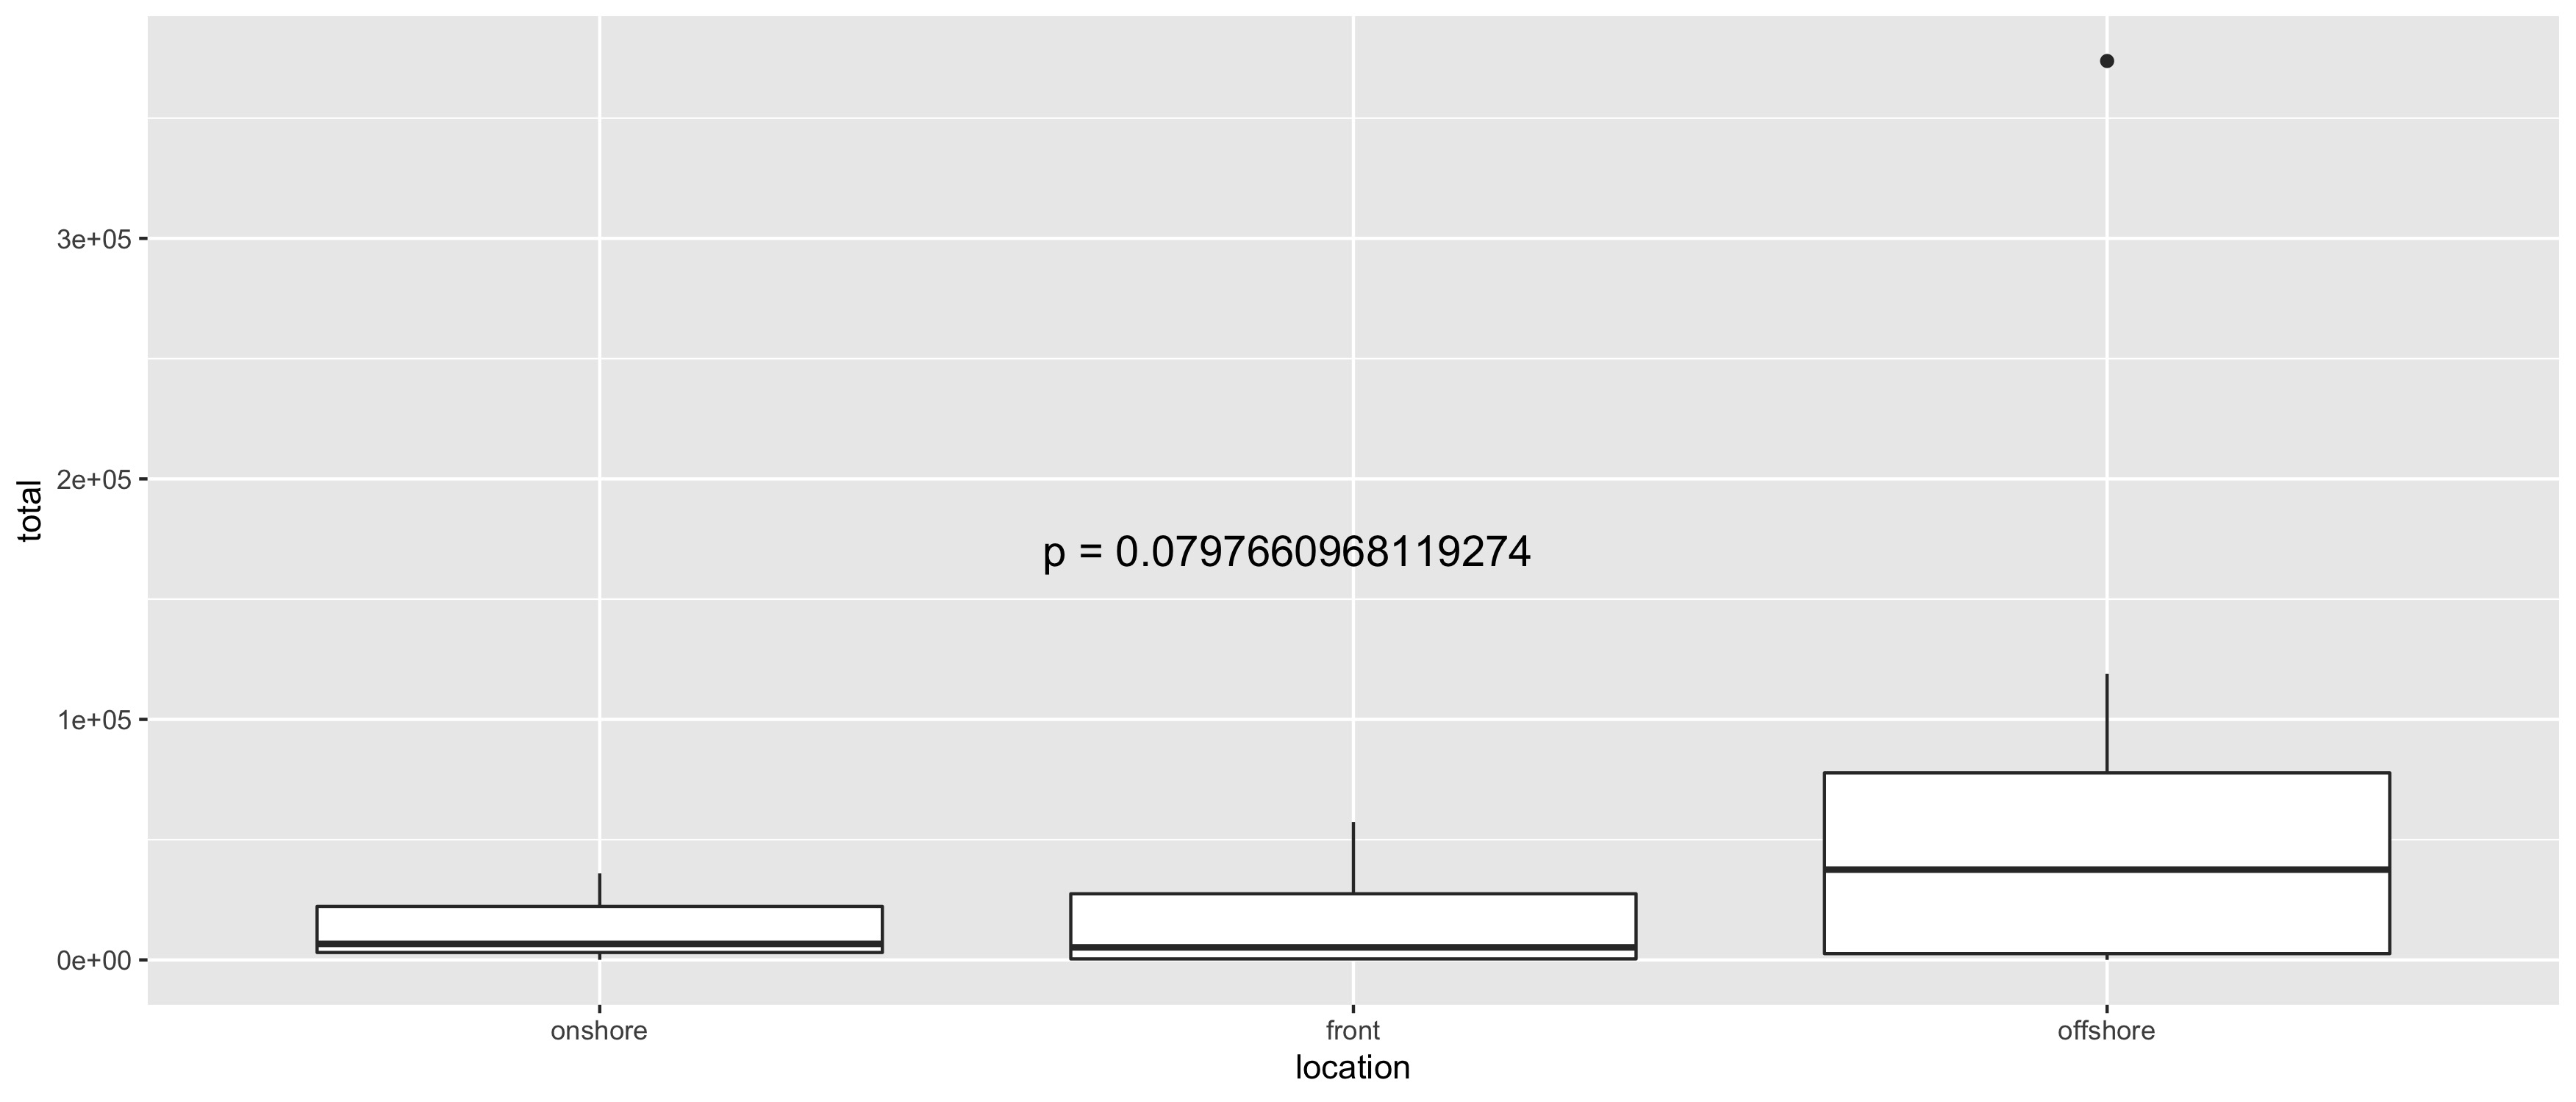 3e+05
2e+05
total
p = 0.0797660968119274
1e+05
0e+00
onshore
front
offshore
location